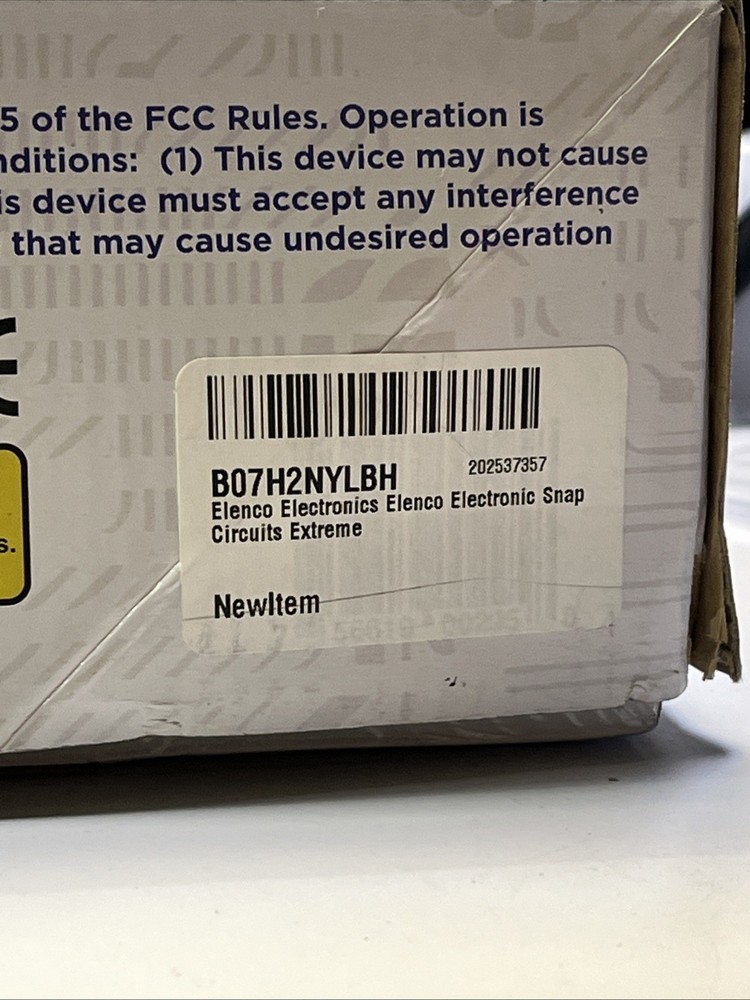 5 of the FCC Rules. Operation is
nditions: (1) This device may not cause
is device must accept any interference
that may cause undesired operation
s.
B07H2NYLBH 202537357
Elenco Electronics Elenco Electronic Snap
Circuits Extreme
NewItem